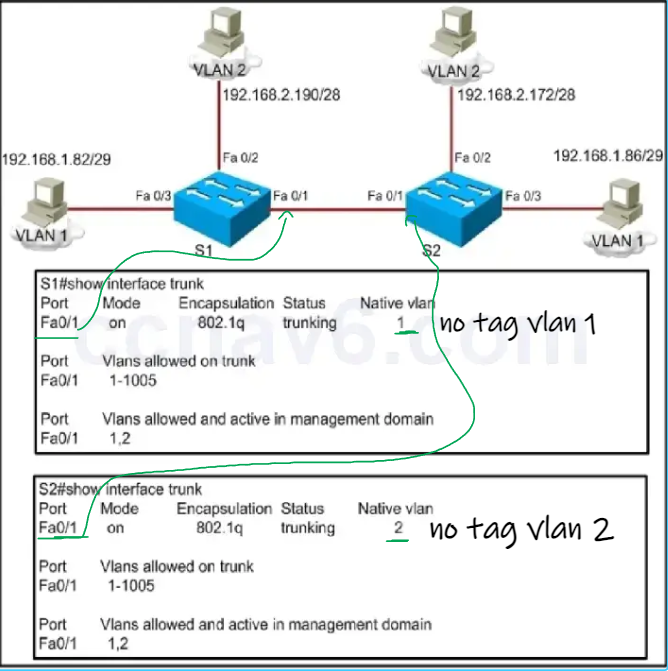 VLAN 2
VLAN 2
192.168.2.190/28
192.168.2.172/28
192.168.1.82/29
192.168.1.86/29
Fa 0/2
Fa 0/2
Fa 0/3
Fa 0/1
Fa 0/1
Fa 0/3
VLAN 1
VLAN 1
S1
S2
S1#show interface trunk
Port Mode Encapsulation Status Native vlan
Fa0/1 on 802.1q trunking 1 no tag vlan 1
ccnav6.com
Port Vlans allowed on trunk
Fa0/1 1-1005
Port Vlans allowed and active in management domain
Fa0/1 1,2
S2#show interface trunk
Port Mode Encapsulation Status Native vlan
Fa0/1 on 802.1q trunking 2 no tag vlan 2
Port Vlans allowed on trunk
Fa0/1 1-1005
Port Vlans allowed and active in management domain
Fa0/1 1,2